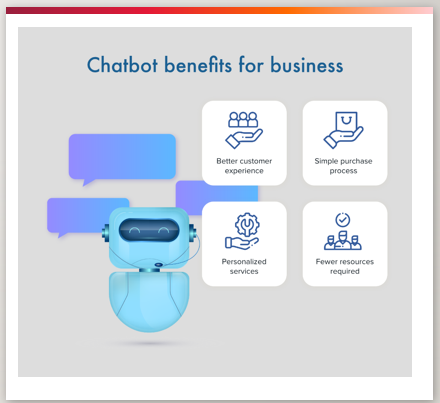 Chatbot benefits for business
Better customer
experience
Simple purchase
process
Personalized
services
Fewer resources
required